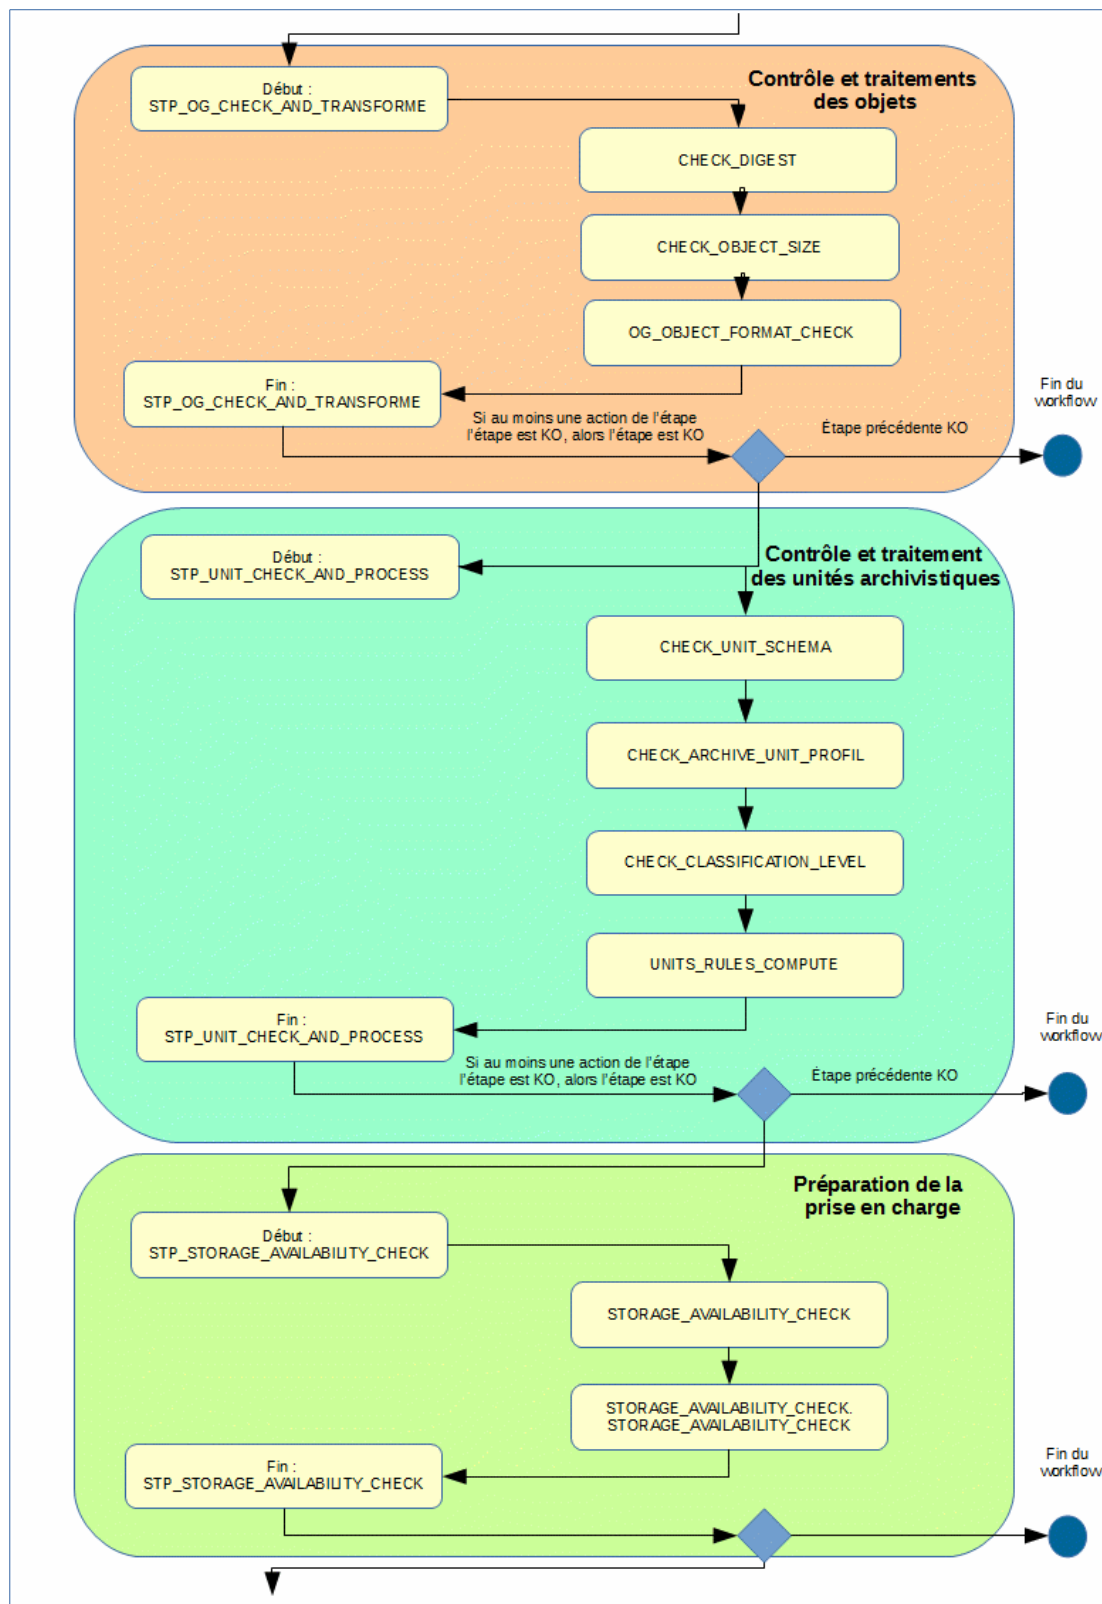 Contrôle et traitements
des objets
Début :
STP_OG_CHECK_AND_TRANSFORME
CHECK_DIGEST
CHECK_OBJECT_SIZE
OG_OBJECT_FORMAT_CHECK
Fin :
STP_OG_CHECK_AND_TRANSFORME
Si au moins une action de l'étape
l'étape est KO, alors l'étape est KO
Étape précédente KO
Fin du
workflow
Contrôle et traitement
des unités archivistiques
Début :
STP_UNIT_CHECK_AND_PROCESS
CHECK_UNIT_SCHEMA
CHECK_ARCHIVE_UNIT_PROFIL
CHECK_CLASSIFICATION_LEVEL
UNITS_RULES_COMPUTE
Fin :
STP_UNIT_CHECK_AND_PROCESS
Si au moins une action de l'étape
l'étape est KO, alors l'étape est KO
Étape précédente KO
Fin du
workflow
Préparation de la
prise en charge
Début :
STP_STORAGE_AVAILABILITY_CHECK
STORAGE_AVAILABILITY_CHECK
STORAGE_AVAILABILITY_CHECK.
STORAGE_AVAILABILITY_CHECK
Fin :
STP_STORAGE_AVAILABILITY_CHECK
Fin du
workflow